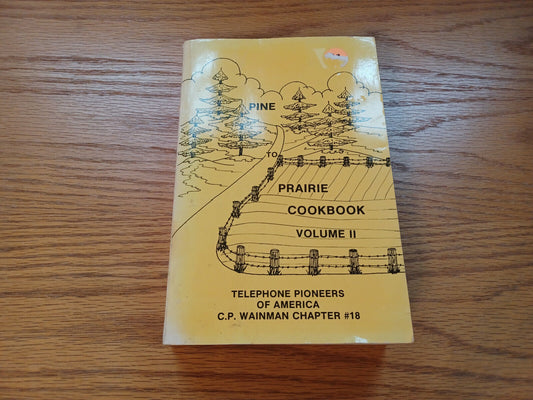 PINE
TO
PRAIRIE
COOKBOOK
VOLUME II
TELEPHONE PIONEERS
OF AMERICA
C.P. WAINMAN CHAPTER #18